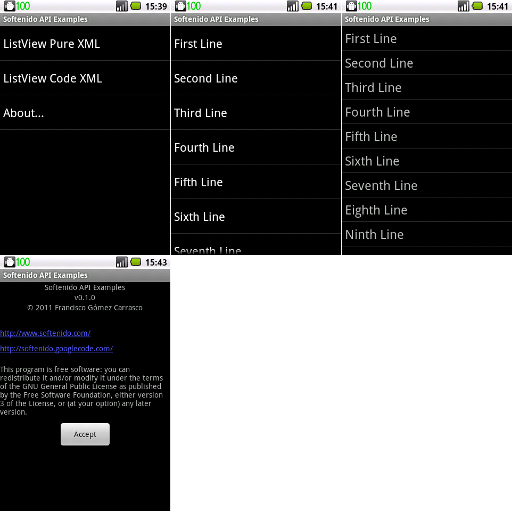 100 15:39
Softenido API Examples
ListView Pure XML
ListView Code XML
About...
100 15:41
Softenido API Examples
First Line
Second Line
Third Line
Fourth Line
Fifth Line
Sixth Line
Seventh Line
100 15:41
Softenido API Examples
First Line
Second Line
Third Line
Fourth Line
Fifth Line
Sixth Line
Seventh Line
Eighth Line
Ninth Line
100 15:43
Softenido API Examples
Softenido API Examples
v0.1.0
© 2011 Francisco Gómez Carrasco
http://www.softenido.com/
http://softenido.googlecode.com/
This program is free software: you can
redistribute it and/or modify it under the terms
of the GNU General Public License as published
by the Free Software Foundation, either version
3 of the License, or (at your option) any later
version.
Accept